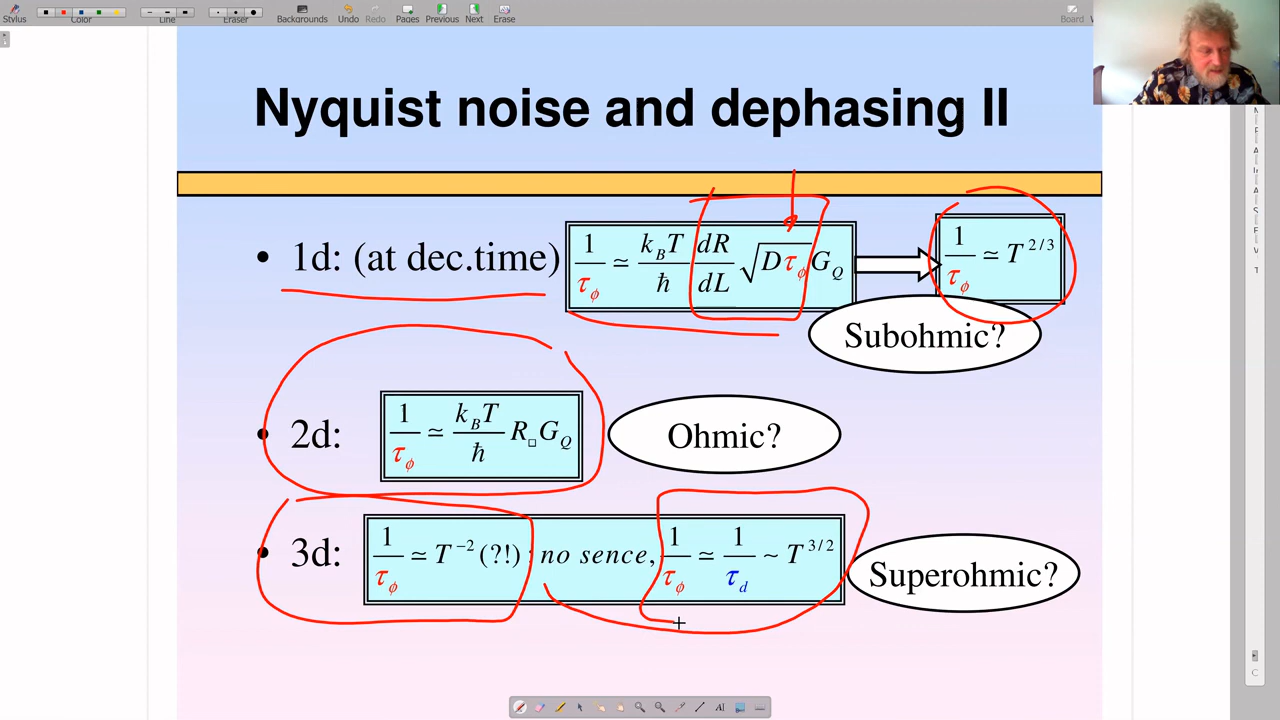 Stylus Color Line Eraser Backgrounds Undo Redo Pages Previous Next Erase Board
Nyquist noise and dephasing II
• 1d: (at dec.time) 1/τ_ϕ ≃ k_B T/ħ dR/dL √(Dτ_ϕ) G_Q 1/τ_ϕ ≃ T^{2/3}
Subohmic?
• 2d: 1/τ_ϕ ≃ k_B T/ħ R_□ G_Q Ohmic?
• 3d: 1/τ_ϕ ≃ T^{-2} (?!) ; no sence, 1/τ_ϕ ≃ 1/τ_d ~ T^{3/2} Superohmic?